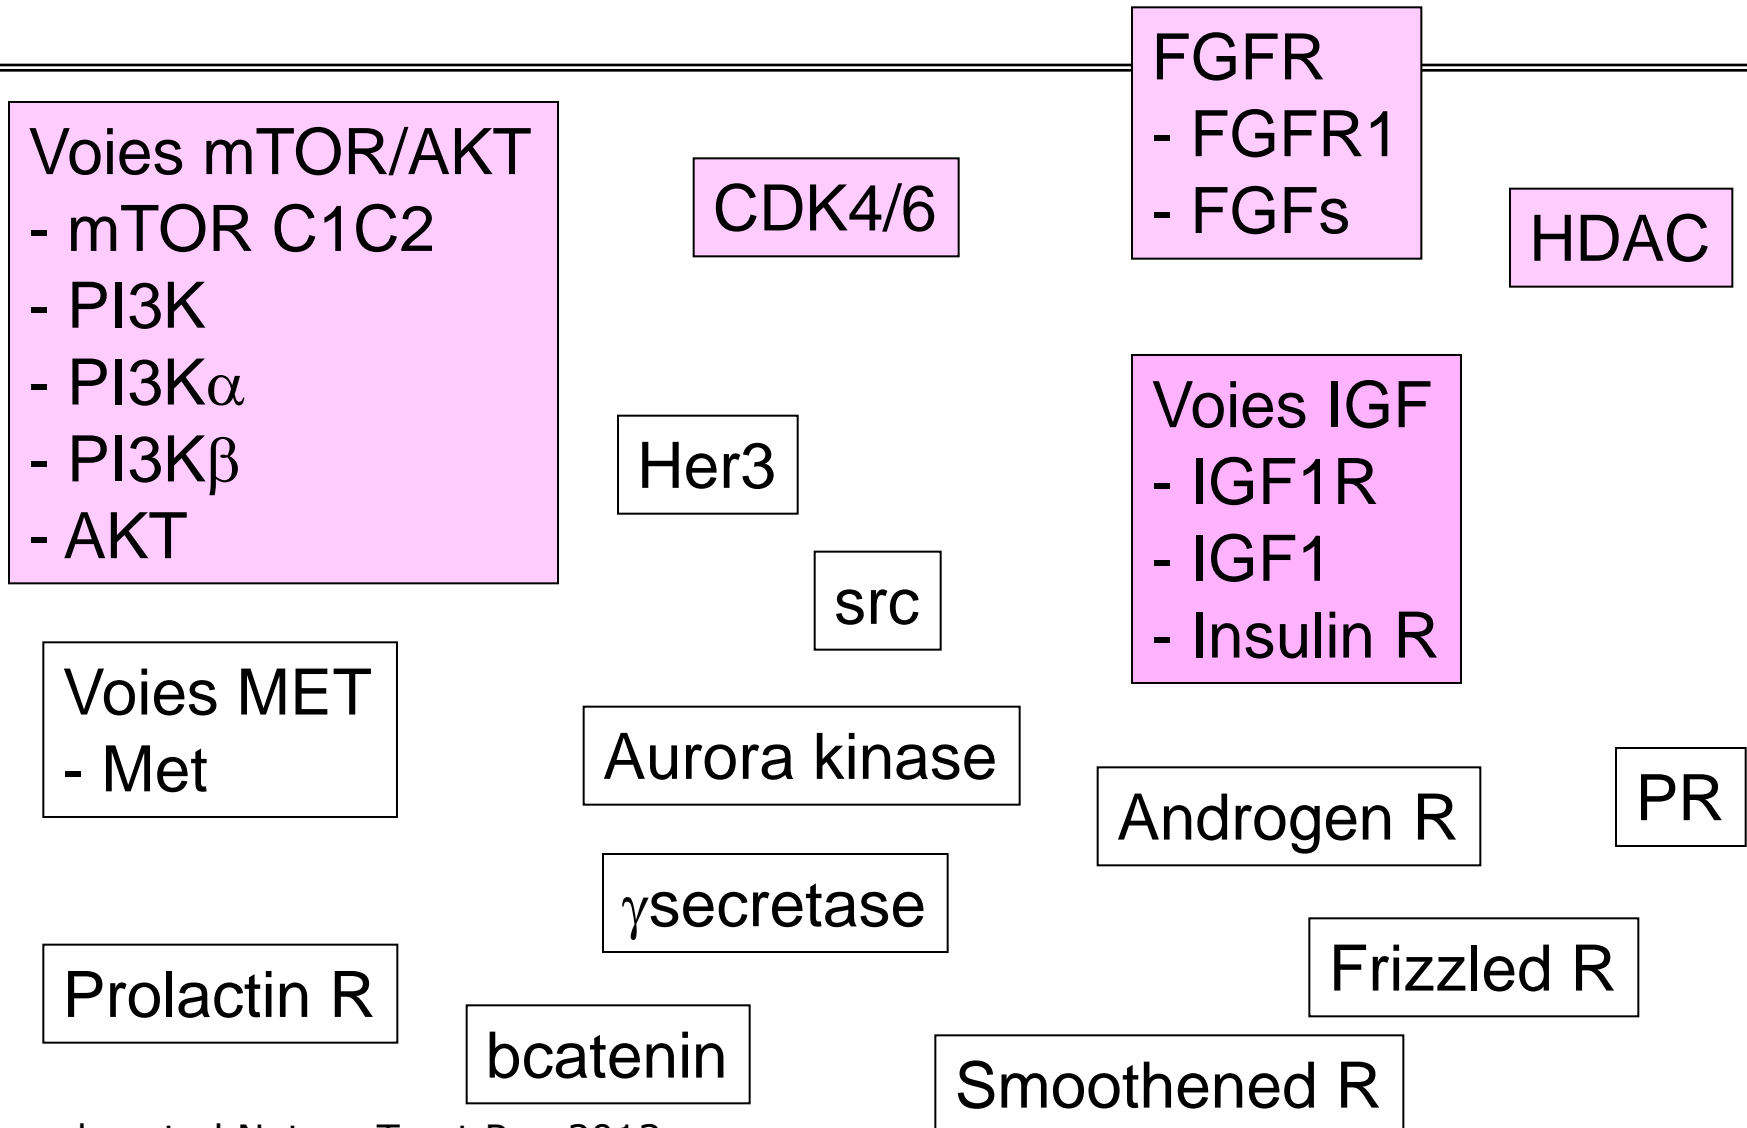 FGFR
- FGFR1
- FGFs
Voies mTOR/AKT
- mTOR C1C2
- PI3K
- PI3Kα
- PI3Kβ
- AKT
CDK4/6
HDAC
Voies IGF
- IGF1R
- IGF1
- Insulin R
Her3
src
Voies MET
- Met
Aurora kinase
Androgen R
PR
γsecretase
Frizzled R
Prolactin R
bcatenin
Smoothened R